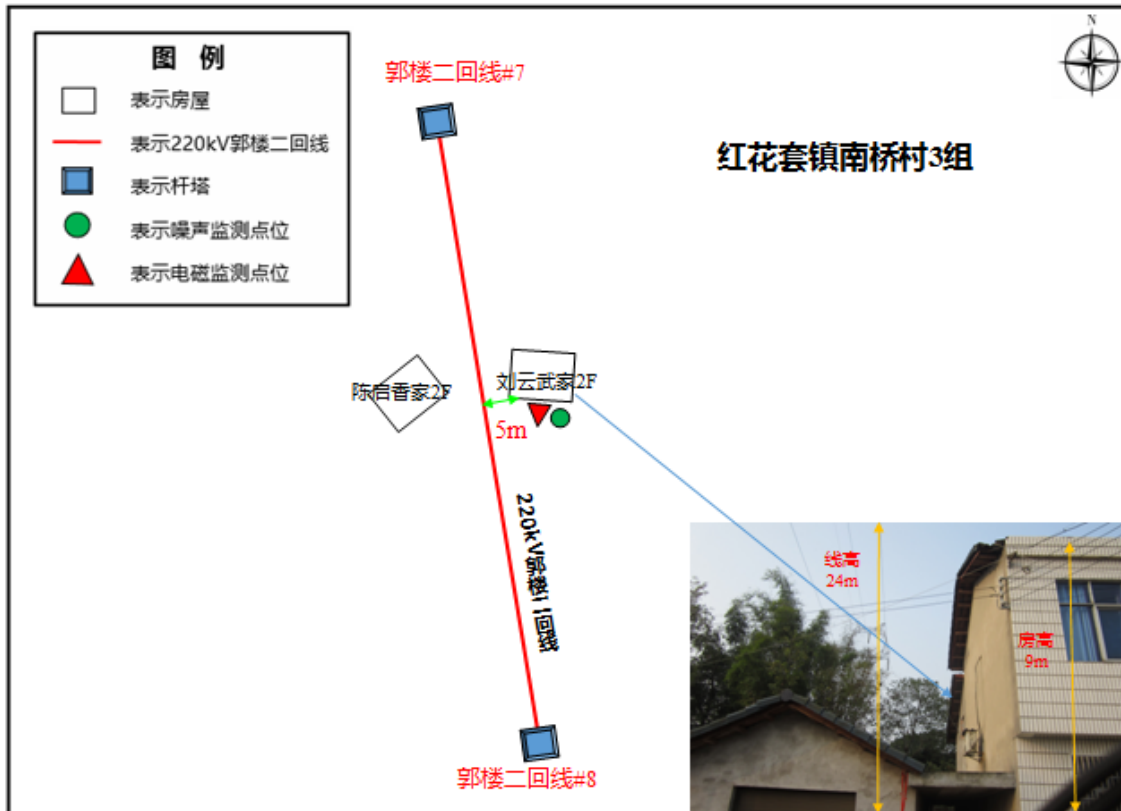 图 例
表示房屋
表示220kV郭楼二回线
表示杆塔
表示噪声监测点位
表示电磁监测点位
N
红花套镇南桥村3组
郭楼二回线#7
陈启香家2F
刘云武家2F
5m
220kV郭楼二回线
郭楼二回线#8
线高
24m
房高
9m